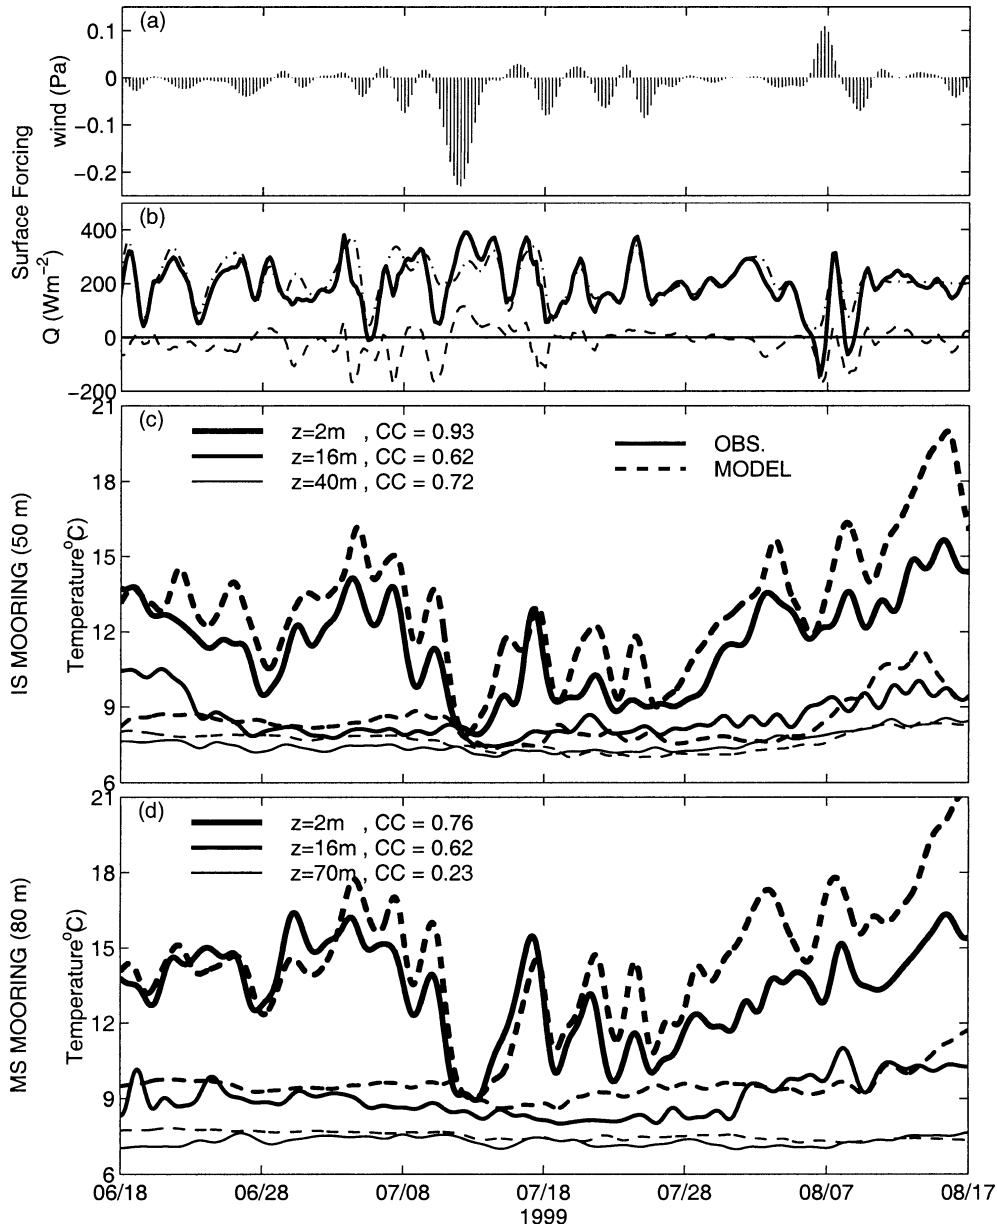 (a)
0.1
0
−0.1
−0.2
wind (Pa)
Surface Forcing
(b)
400
200
0
−200
Q (Wm−2)
(c)
21
18
15
12
9
6
z=2m , CC = 0.93
z=16m , CC = 0.62
z=40m , CC = 0.72
OBS.
MODEL
Temperature°C)
IS MOORING (50 m)
(d)
21
18
15
12
9
6
z=2m , CC = 0.76
z=16m , CC = 0.62
z=70m , CC = 0.23
Temperature°C)
MS MOORING (80 m)
06/18 06/28 07/08 07/18 07/28 08/07 08/17
1999